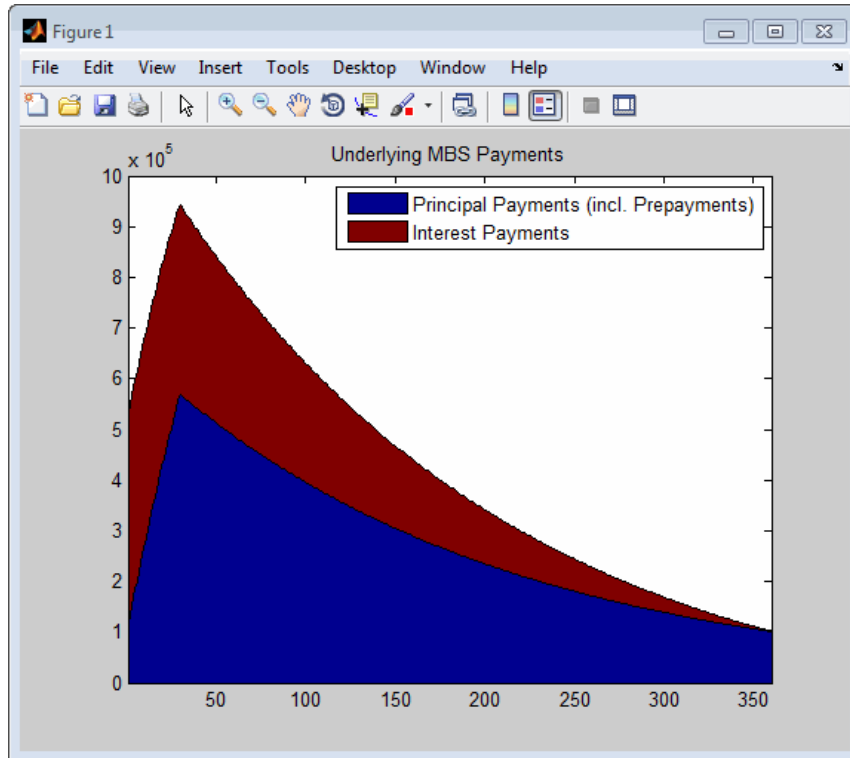 Figure 1
File Edit View Insert Tools Desktop Window Help
x 10^5
Underlying MBS Payments
10
9
8
7
6
5
4
3
2
1
0
Principal Payments (incl. Prepayments)
Interest Payments
50 100 150 200 250 300 350